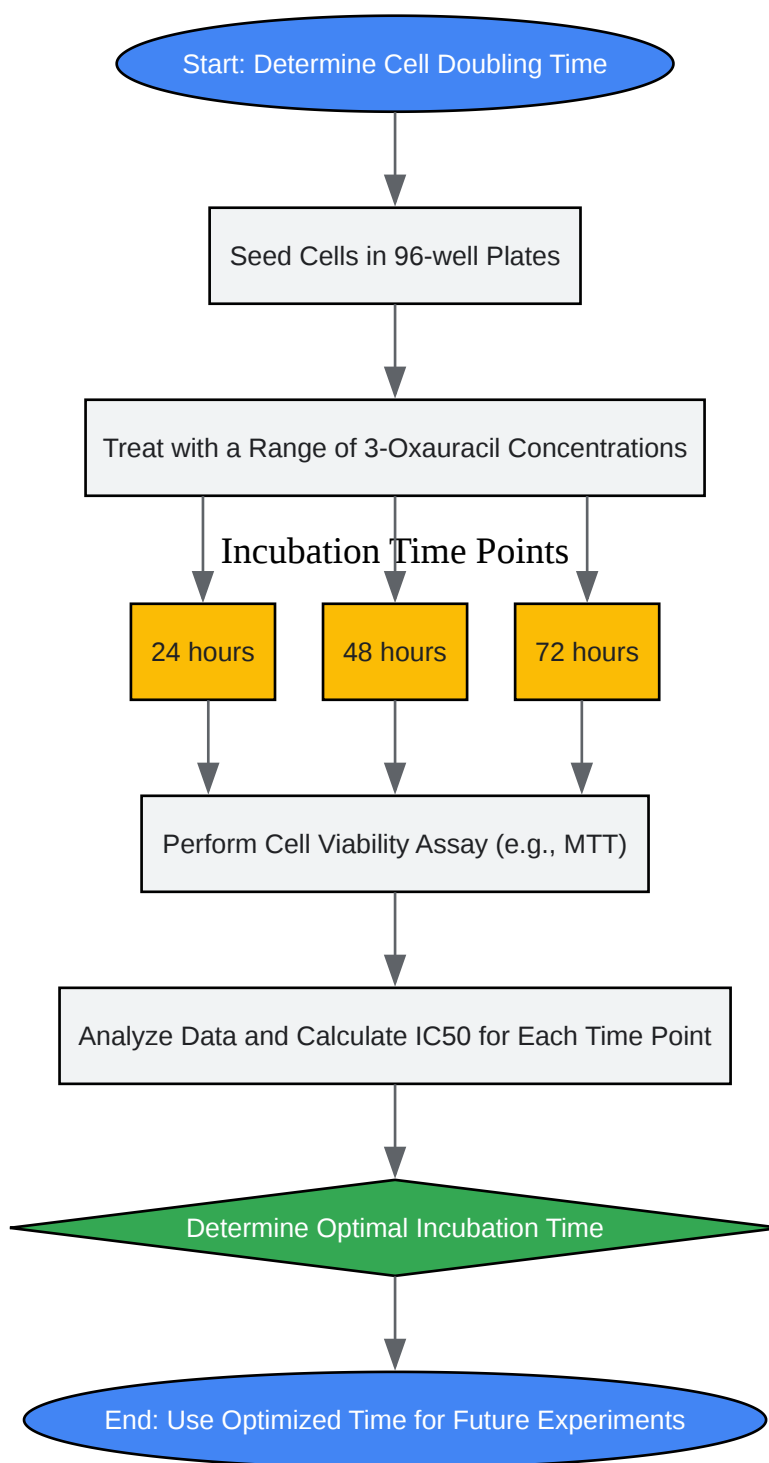 Start: Determine Cell Doubling Time
Seed Cells in 96-well Plates
Treat with a Range of 3-Oxauracil Concentrations
Incubation Time Points
24 hours
48 hours
72 hours
Perform Cell Viability Assay (e.g., MTT)
Analyze Data and Calculate IC50 for Each Time Point
Determine Optimal Incubation Time
End: Use Optimized Time for Future Experiments